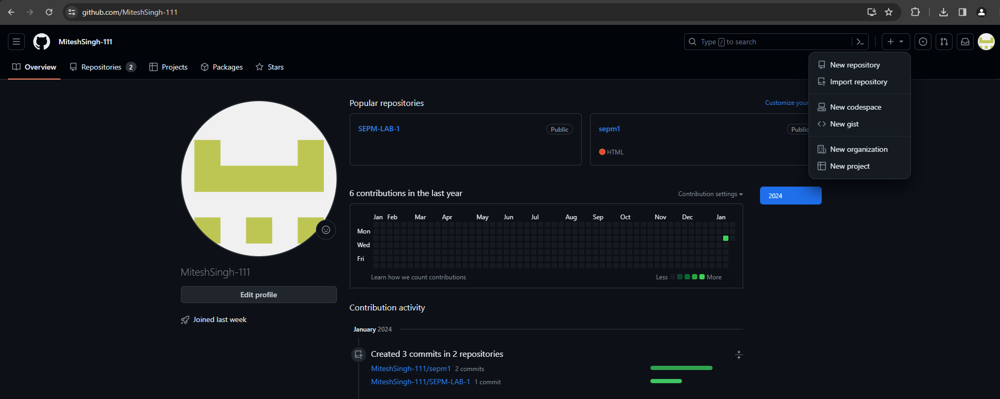 github.com/MiteshSingh-111
MiteshSingh-111
Type / to search
Overview
Repositories 2
Projects
Packages
Stars
New repository
Import repository
New codespace
New gist
New organization
New project
Popular repositories
Customize your
SEPM-LAB-1
Public
sepm1
Public
HTML
6 contributions in the last year
Contribution settings
2024
Jan Feb Mar Apr May Jun Jul Aug Sep Oct Nov Dec Jan
Mon
Wed
Fri
Learn how we count contributions
Less More
MiteshSingh-111
Edit profile
Joined last week
Contribution activity
January 2024
Created 3 commits in 2 repositories
MiteshSingh-111/sepm1 2 commits
MiteshSingh-111/SEPM-LAB-1 1 commit